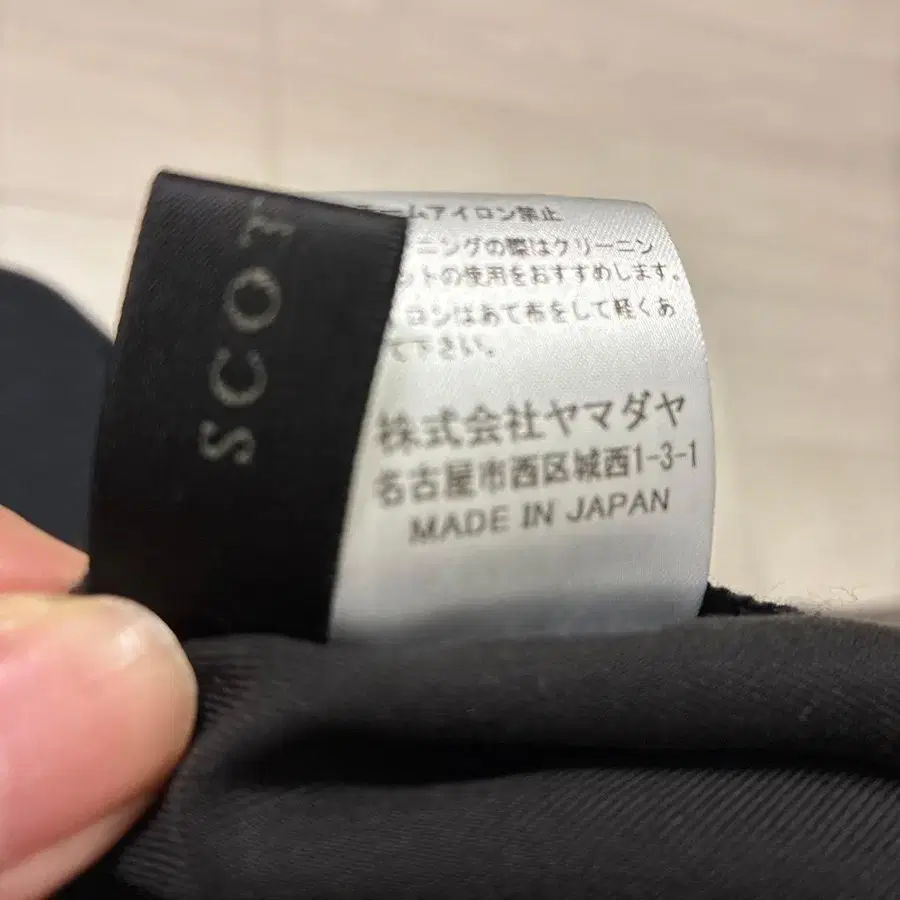 SCOT
ームアイロン禁止
ニングの際はクリーニン
ットの使用をおすすめします。
ロンはあて布をして軽くあ
て下さい。
株式会社ヤマダヤ
名古屋市西区城西1-3-1
MADE IN JAPAN